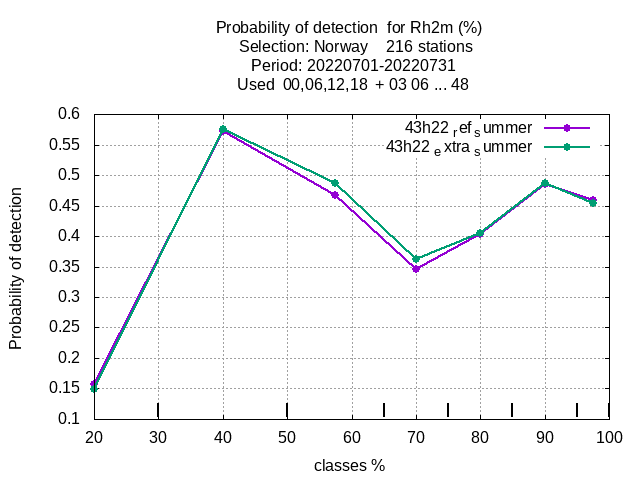 Probability of detection for Rh2m (%)
Selection: Norway 216 stations
Period: 20220701-20220731
Used 00,06,12,18 + 03 06 ... 48
43h22 ref summer
43h22 extra summer
Probability of detection
0.6
0.55
0.5
0.45
0.4
0.35
0.3
0.25
0.2
0.15
0.1
20 30 40 50 60 70 80 90 100
classes %